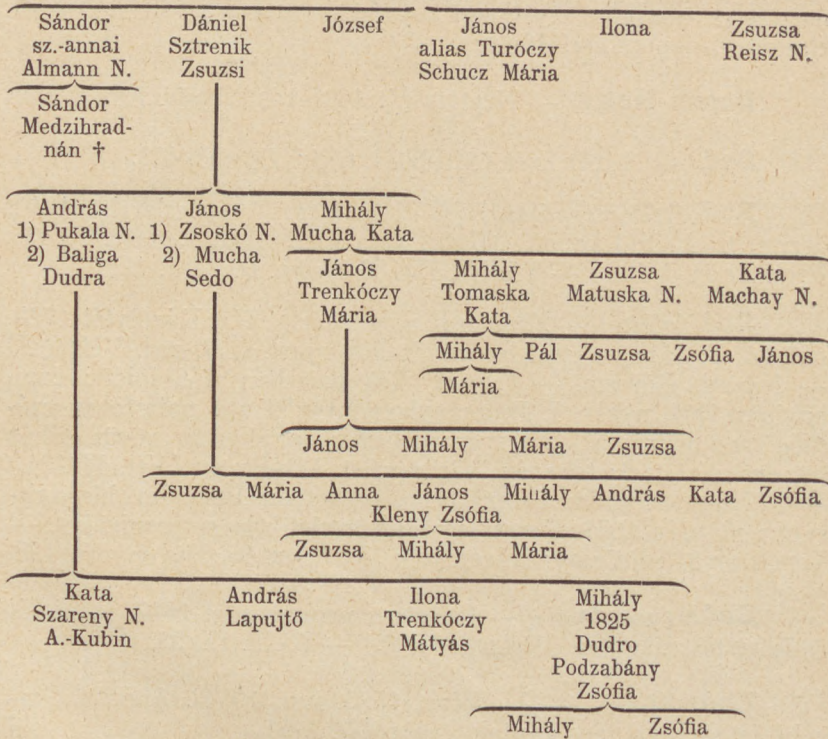 Sándor Dániel József János Ilona Zsuzsa
sz.-annai Sztrenik alias Turóczy Reisz N.
Almann N. Zsuzsi Schucz Mária
Sándor
Medzihrad-
nán †
András János Mihály
1) Pukala N. 1) Zsoskó N. Mucha Kata
2) Baliga 2) Mucha
Dudra Sedo
János Mihály Zsuzsa Kata
Trenkóczy Tomaska Matuska N. Machay N.
Mária Kata
Mihály Pál Zsuzsa Zsófia János
Mária
János Mihály Mária Zsuzsa
Zsuzsa Mária Anna János Mihály András Kata Zsófia
Kleny Zsófia
Zsuzsa Mihály Mária
Kata András Ilona Mihály
Szareny N. Lapujtő Trenkóczy 1825
A.-Kubin Mátyás Dudro
Podzabány
Zsófia
Mihály Zsófia